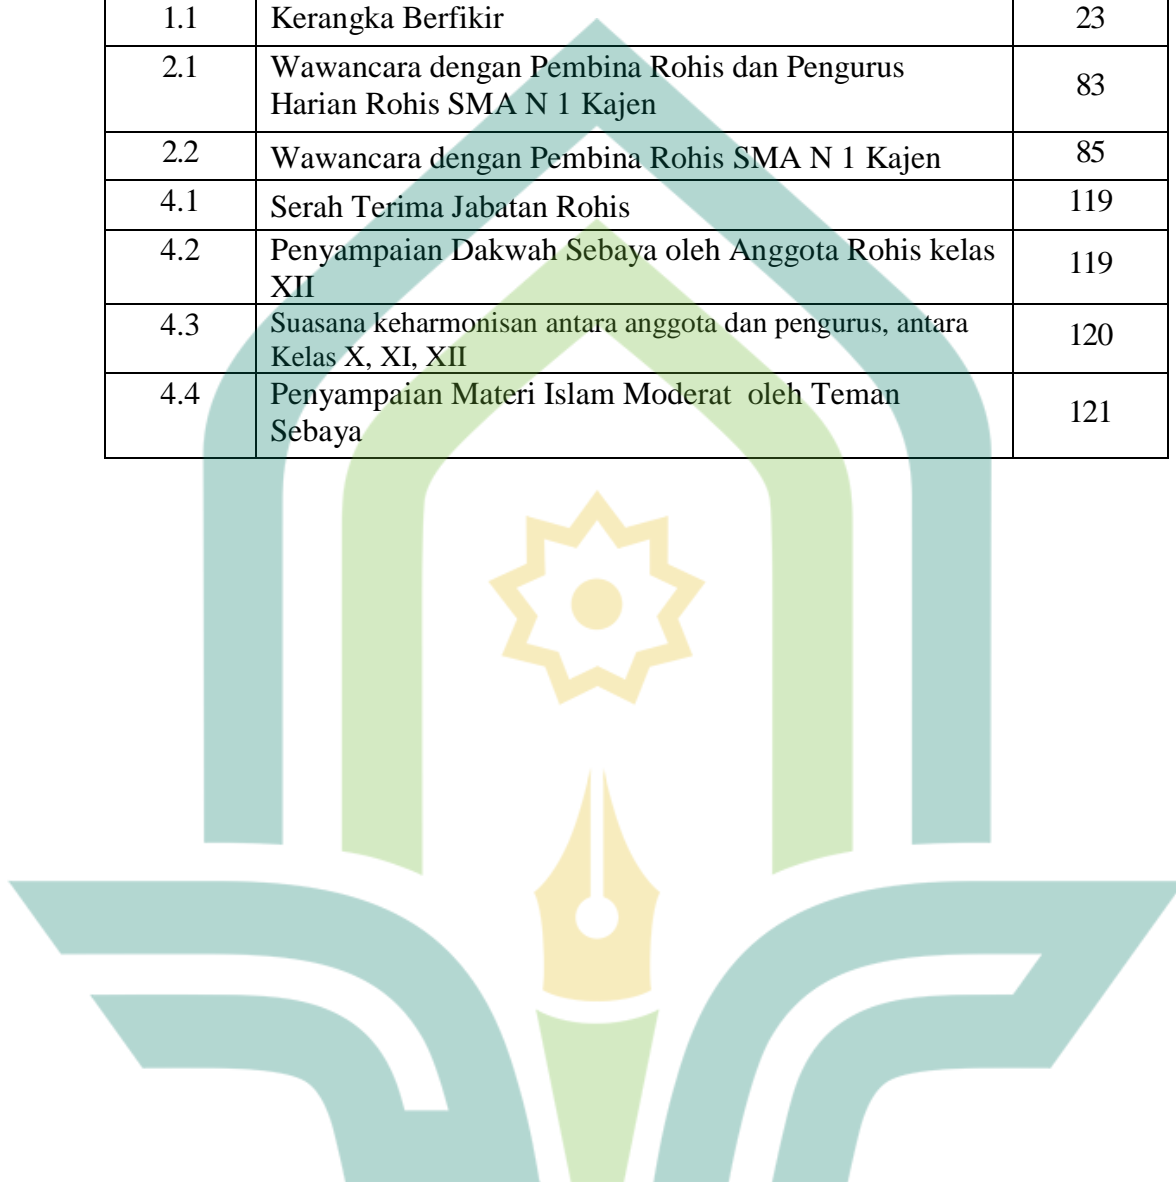 1.1 Kerangka Berfikir 23
2.1 Wawancara dengan Pembina Rohis dan Pengurus
Harian Rohis SMA N 1 Kajen 83
2.2 Wawancara dengan Pembina Rohis SMA N 1 Kajen 85
4.1 Serah Terima Jabatan Rohis 119
4.2 Penyampaian Dakwah Sebaya oleh Anggota Rohis kelas
XII 119
4.3 Suasana keharmonisan antara anggota dan pengurus, antara
Kelas X, XI, XII 120
4.4 Penyampaian Materi Islam Moderat  oleh Teman
Sebaya 121